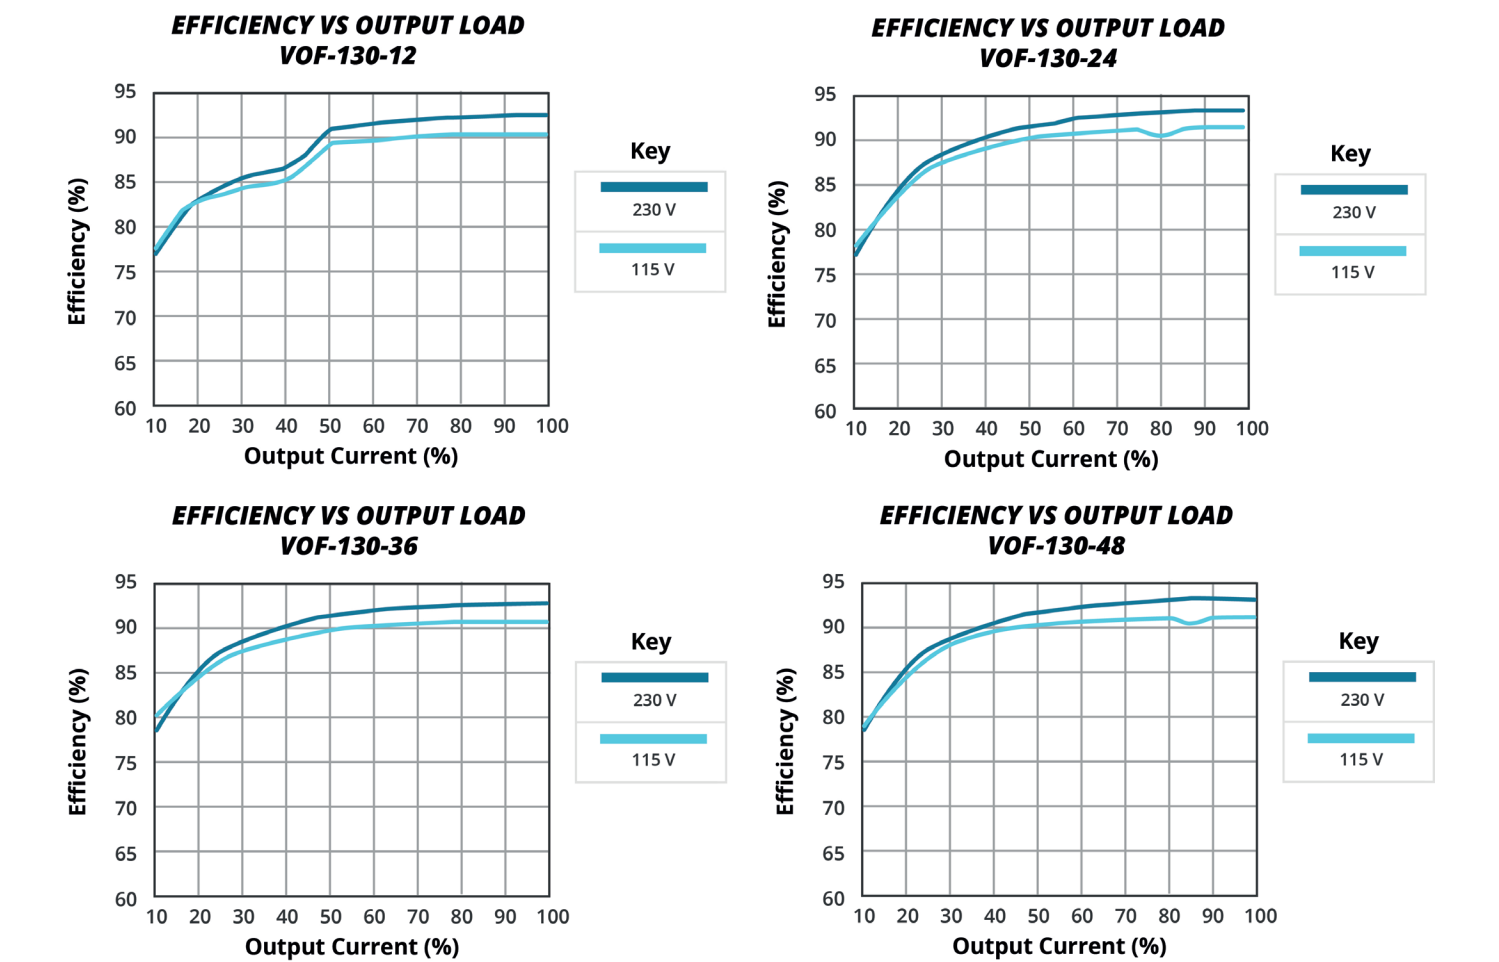 EFFICIENCY VS OUTPUT LOAD
VOF-130-12
95
90
85
80
75
70
65
60
10 20 30 40 50 60 70 80 90 100
Efficiency (%)
Output Current (%)
Key
230 V
115 V
EFFICIENCY VS OUTPUT LOAD
VOF-130-24
95
90
85
80
75
70
65
60
10 20 30 40 50 60 70 80 90 100
Efficiency (%)
Output Current (%)
Key
230 V
115 V
EFFICIENCY VS OUTPUT LOAD
VOF-130-36
95
90
85
80
75
70
65
60
10 20 30 40 50 60 70 80 90 100
Efficiency (%)
Output Current (%)
Key
230 V
115 V
EFFICIENCY VS OUTPUT LOAD
VOF-130-48
95
90
85
80
75
70
65
60
10 20 30 40 50 60 70 80 90 100
Efficiency (%)
Output Current (%)
Key
230 V
115 V